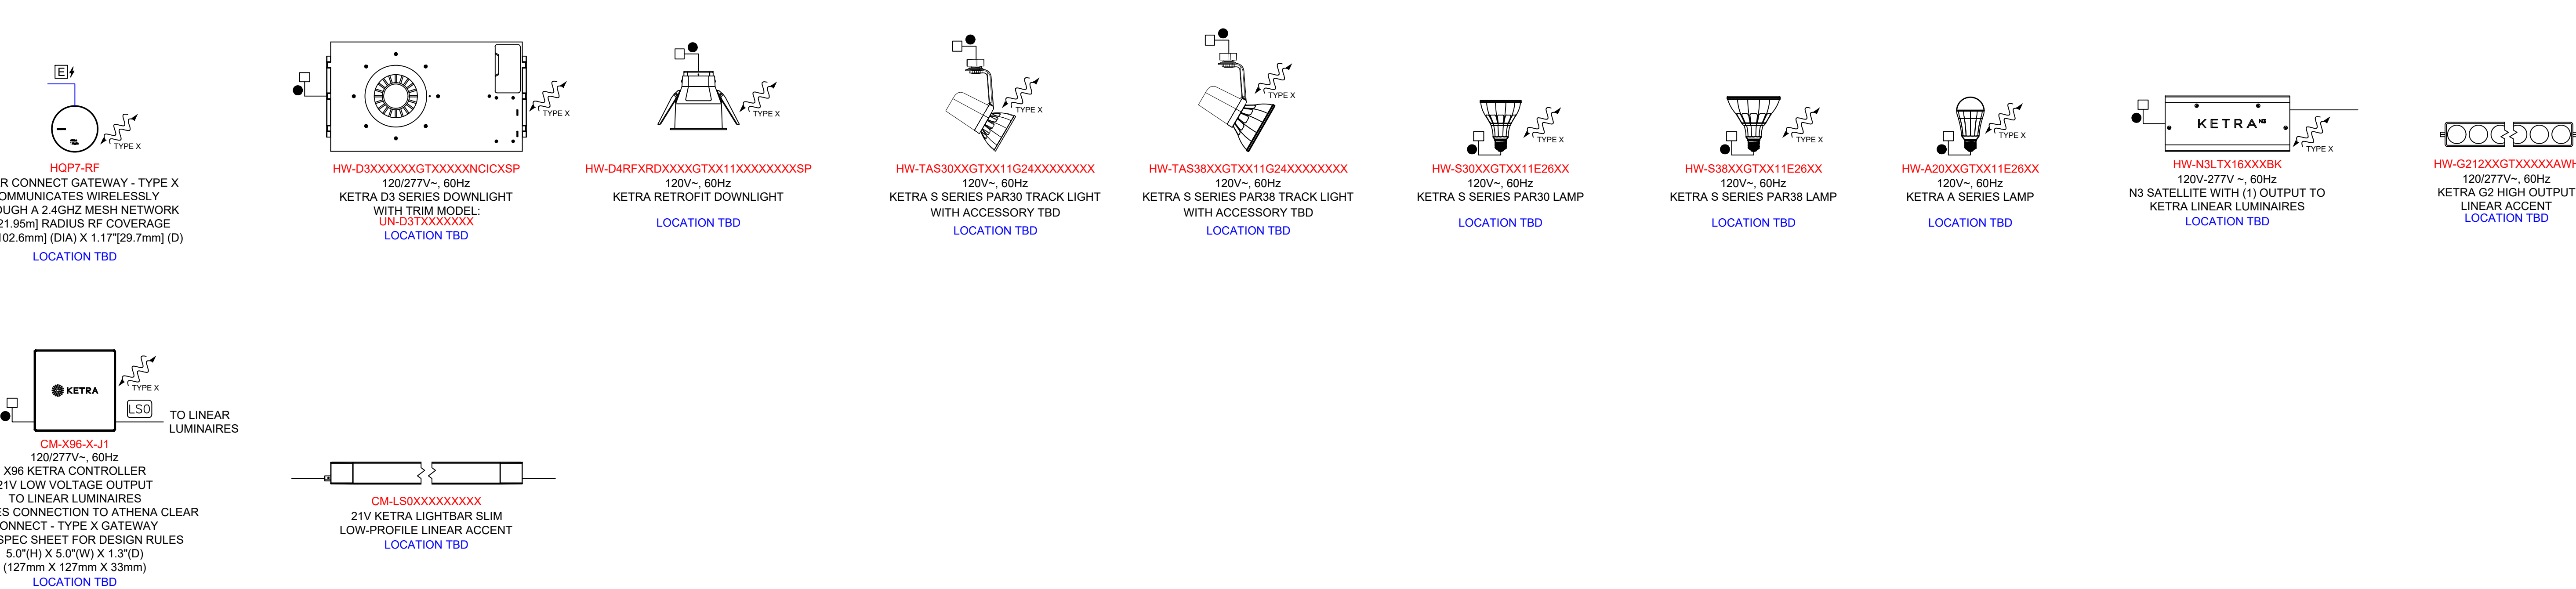 E
TYPE X
HQP7-RF
R CONNECT GATEWAY - TYPE X
OMMUNICATES WIRELESSLY
OUGH A 2.4GHZ MESH NETWORK
21.95m] RADIUS RF COVERAGE
102.6mm] (DIA) X 1.17"[29.7mm] (D)
LOCATION TBD
TYPE X
HW-D3XXXXXXGTXXXXXNCICXSP
120/277V~, 60Hz
KETRA D3 SERIES DOWNLIGHT
WITH TRIM MODEL:
UN-D3TXXXXXXX
LOCATION TBD
TYPE X
HW-D4RFXRDXXXXGTXX11XXXXXXXXSP
120V~, 60Hz
KETRA RETROFIT DOWNLIGHT
LOCATION TBD
TYPE X
HW-TAS30XXGTXX11G24XXXXXXXX
120V~, 60Hz
KETRA S SERIES PAR30 TRACK LIGHT
WITH ACCESSORY TBD
LOCATION TBD
TYPE X
HW-TAS38XXGTXX11G24XXXXXXXX
120V~, 60Hz
KETRA S SERIES PAR38 TRACK LIGHT
WITH ACCESSORY TBD
LOCATION TBD
TYPE X
HW-S30XXGTXX11E26XX
120V~, 60Hz
KETRA S SERIES PAR30 LAMP
LOCATION TBD
TYPE X
HW-S38XXGTXX11E26XX
120V~, 60Hz
KETRA S SERIES PAR38 LAMP
LOCATION TBD
TYPE X
HW-A20XXGTXX11E26XX
120V~, 60Hz
KETRA A SERIES LAMP
LOCATION TBD
KETRA N3
TYPE X
HW-N3LTX16XXXBK
120V-277V ~, 60Hz
N3 SATELLITE WITH (1) OUTPUT TO
KETRA LINEAR LUMINAIRES
LOCATION TBD
HW-G212XXGTXXXXXAWH
120/277V~, 60Hz
KETRA G2 HIGH OUTPUT
LINEAR ACCENT
LOCATION TBD
KETRA
TYPE X
LS0
TO LINEAR
LUMINAIRES
CM-X96-X-J1
120/277V~, 60Hz
X96 KETRA CONTROLLER
21V LOW VOLTAGE OUTPUT
TO LINEAR LUMINAIRES
ES CONNECTION TO ATHENA CLEAR
ONNECT - TYPE X GATEWAY
SPEC SHEET FOR DESIGN RULES
5.0"(H) X 5.0"(W) X 1.3"(D)
(127mm X 127mm X 33mm)
LOCATION TBD
CM-LS0XXXXXXXXX
21V KETRA LIGHTBAR SLIM
LOW-PROFILE LINEAR ACCENT
LOCATION TBD